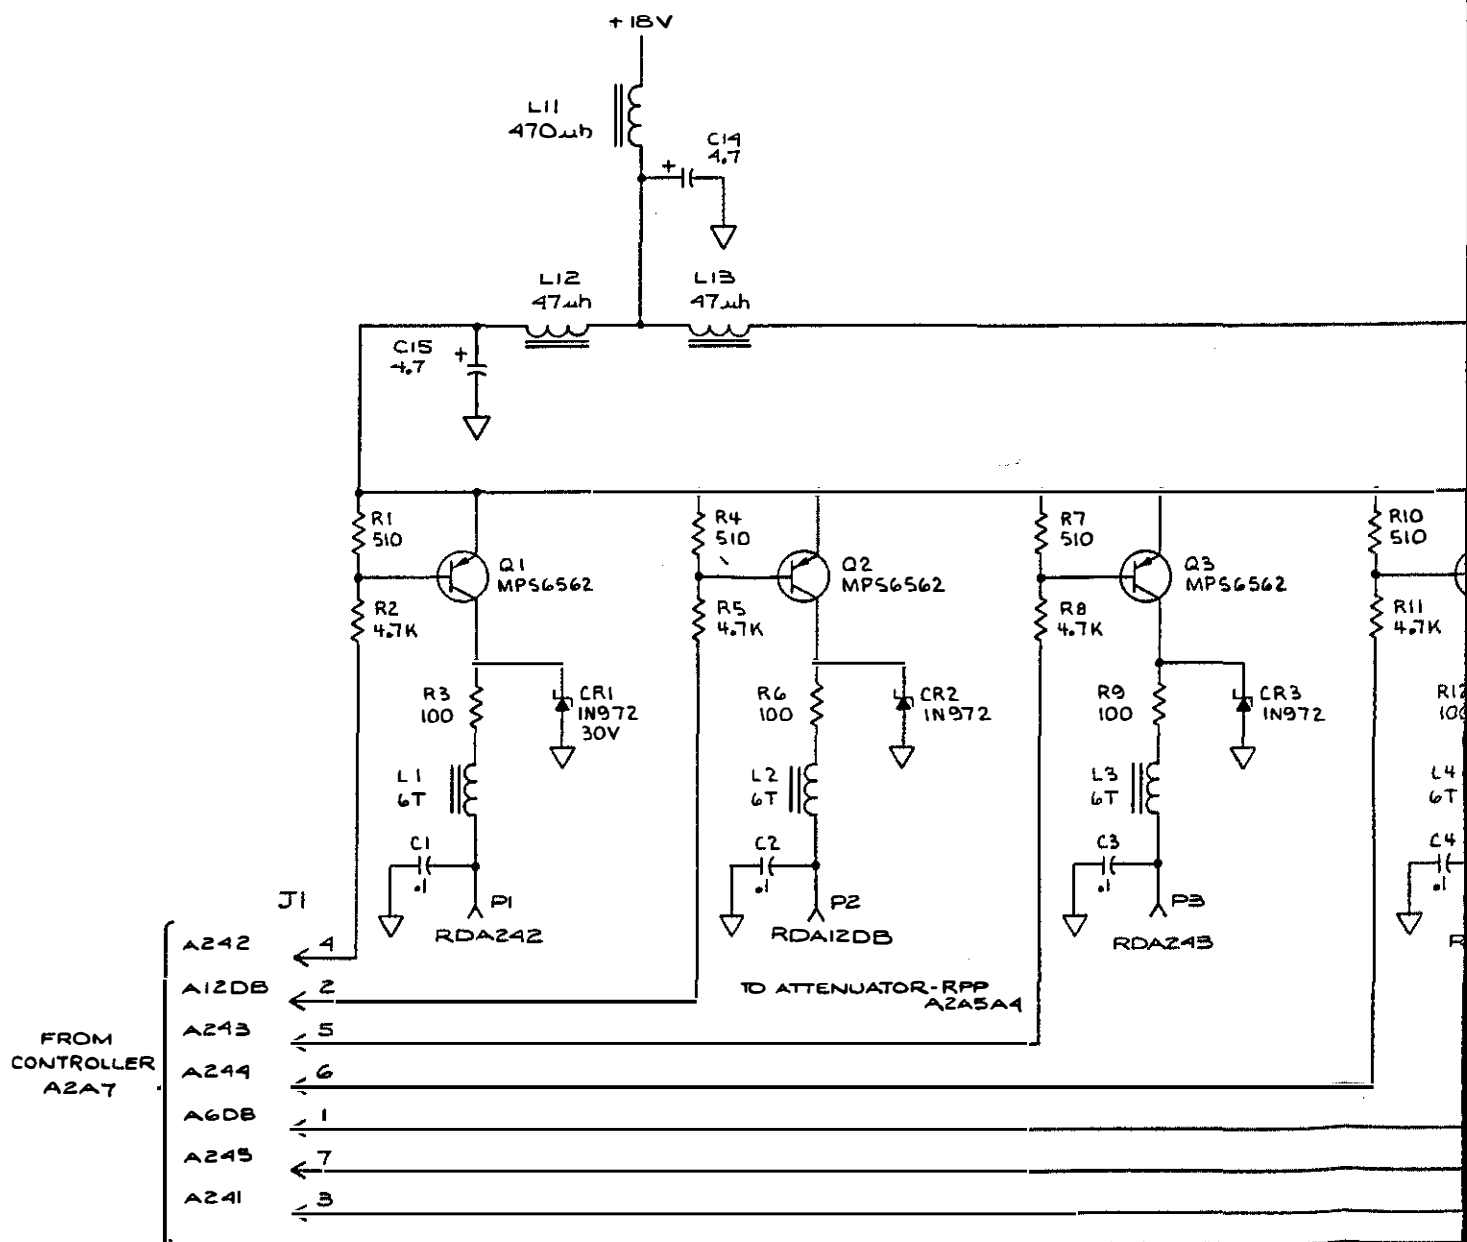 +18V
L11
470µh
C14
4.7
+
L12
47µh
L13
47µh
C15
4.7
+
R1
510
Q1
MPS6562
R2
4.7K
R4
510
Q2
MPS6562
R5
4.7K
R7
510
Q3
MPS6562
R8
4.7K
R10
510
R11
4.7K
R3
100
CR1
1N972
30V
R6
100
CR2
1N972
R9
100
CR3
1N972
R12
100
L1
6T
L2
6T
L3
6T
L4
6T
C1
.1
C2
.1
C3
.1
C4
.1
P1
RDA242
P2
RDA12DB
P3
RDA243
R
TO ATTENUATOR-RPP
A2A5A4
J1
A242 4
A12DB 2
A243 5
A244 6
A6DB 1
A245 7
A241 3
FROM
CONTROLLER
A2A7